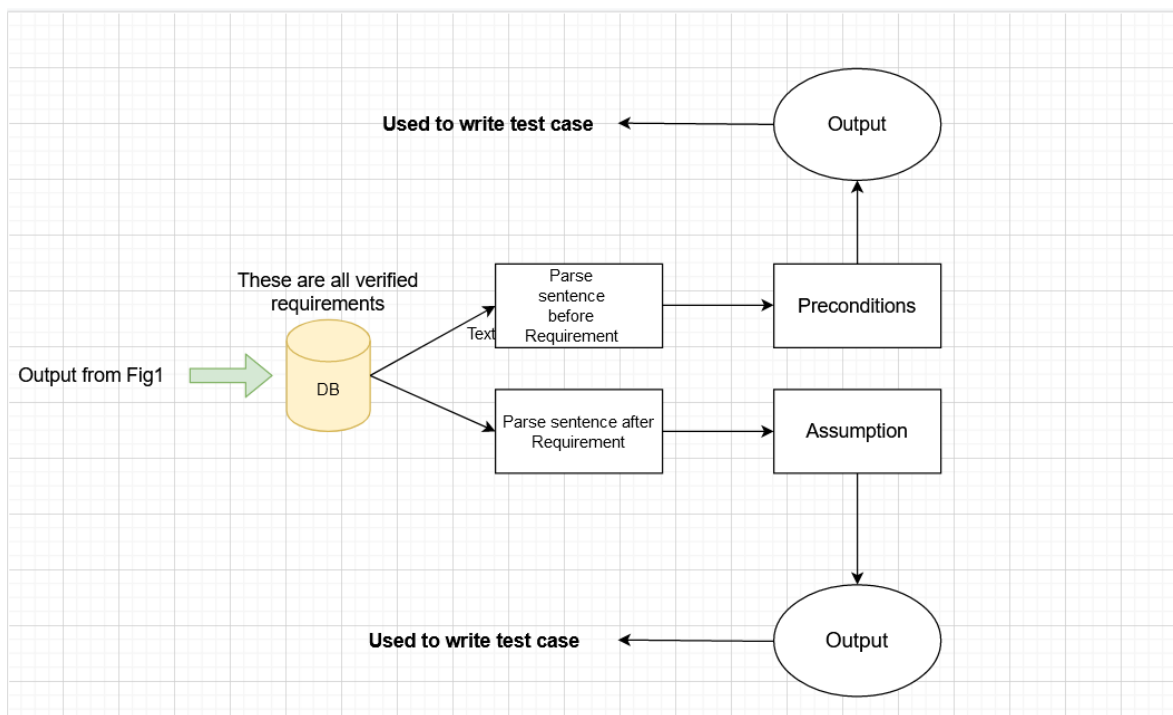 Used to write test case
Output
These are all verified
requirements
Parse
sentence
before
Requirement
Preconditions
Text
Output from Fig1
DB
Parse sentence after
Requirement
Assumption
Used to write test case
Output